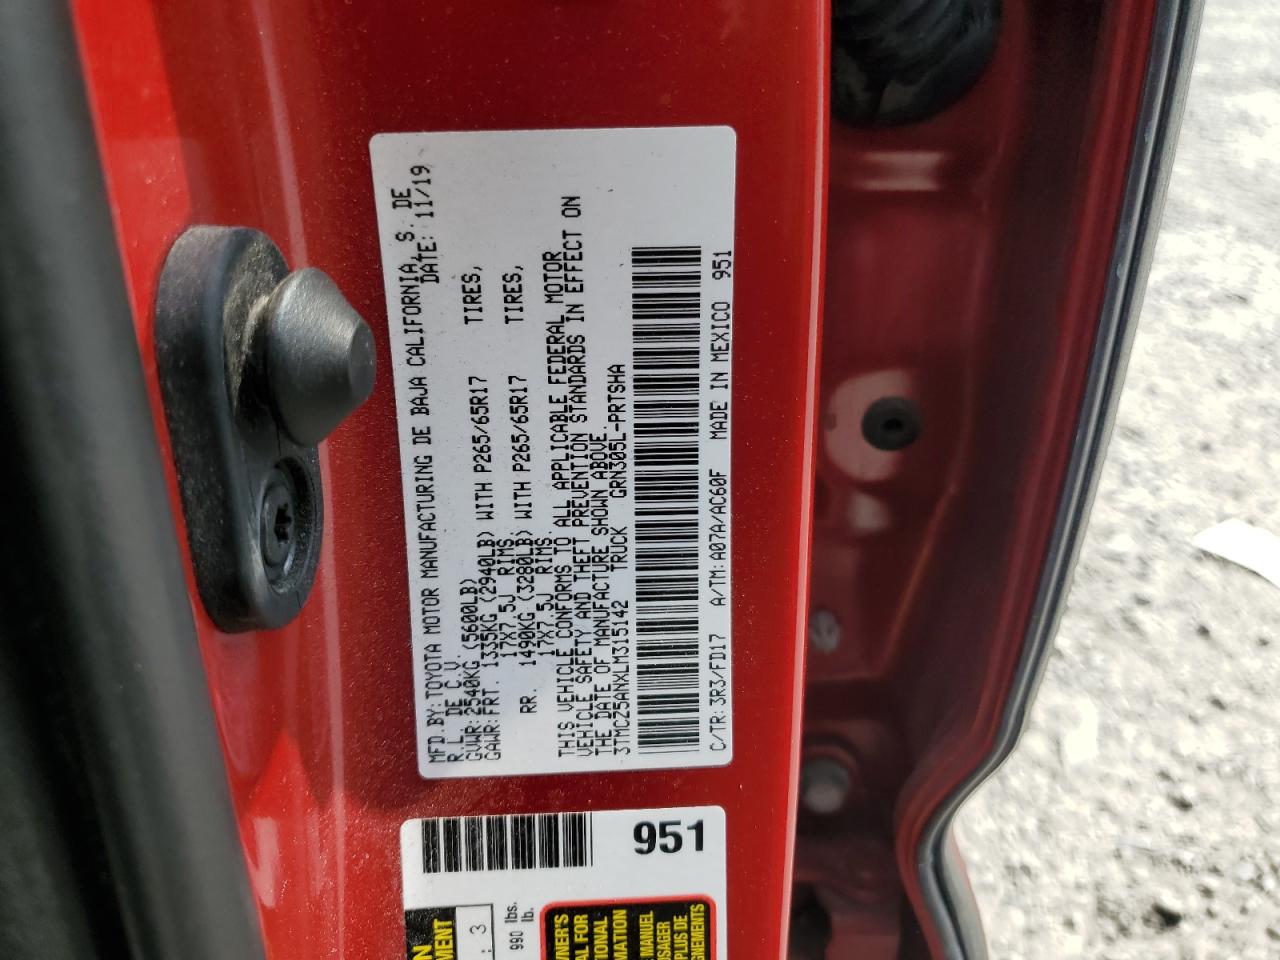 MFD.BY:TOYOTA MOTOR MANUFACTURING DE BAJA CALIFORNIA, S. DE
R.L. DE C.V. DATE: 11/19
GVWR:2540KG (5600LB)
GAWR:FRT. 1335KG (2940LB) WITH P265/65R17 TIRES,
17X7.5J RIMS.
RR. 1490KG (3280LB) WITH P265/65R17 TIRES,
17X7.5J RIMS.
THIS VEHICLE CONFORMS TO ALL APPLICABLE FEDERAL MOTOR
VEHICLE SAFETY AND THEFT PREVENTION STANDARDS IN EFFECT ON
THE DATE OF MANUFACTURE SHOWN ABOVE.
3TMCZ5ANXLM315142 TRUCK GRN305L-PRTSHA
C/TR:3R3/FD17 A/TM:A07A/AC60F MADE IN MEXICO 951
951
: 3
990 lbs.
lb.